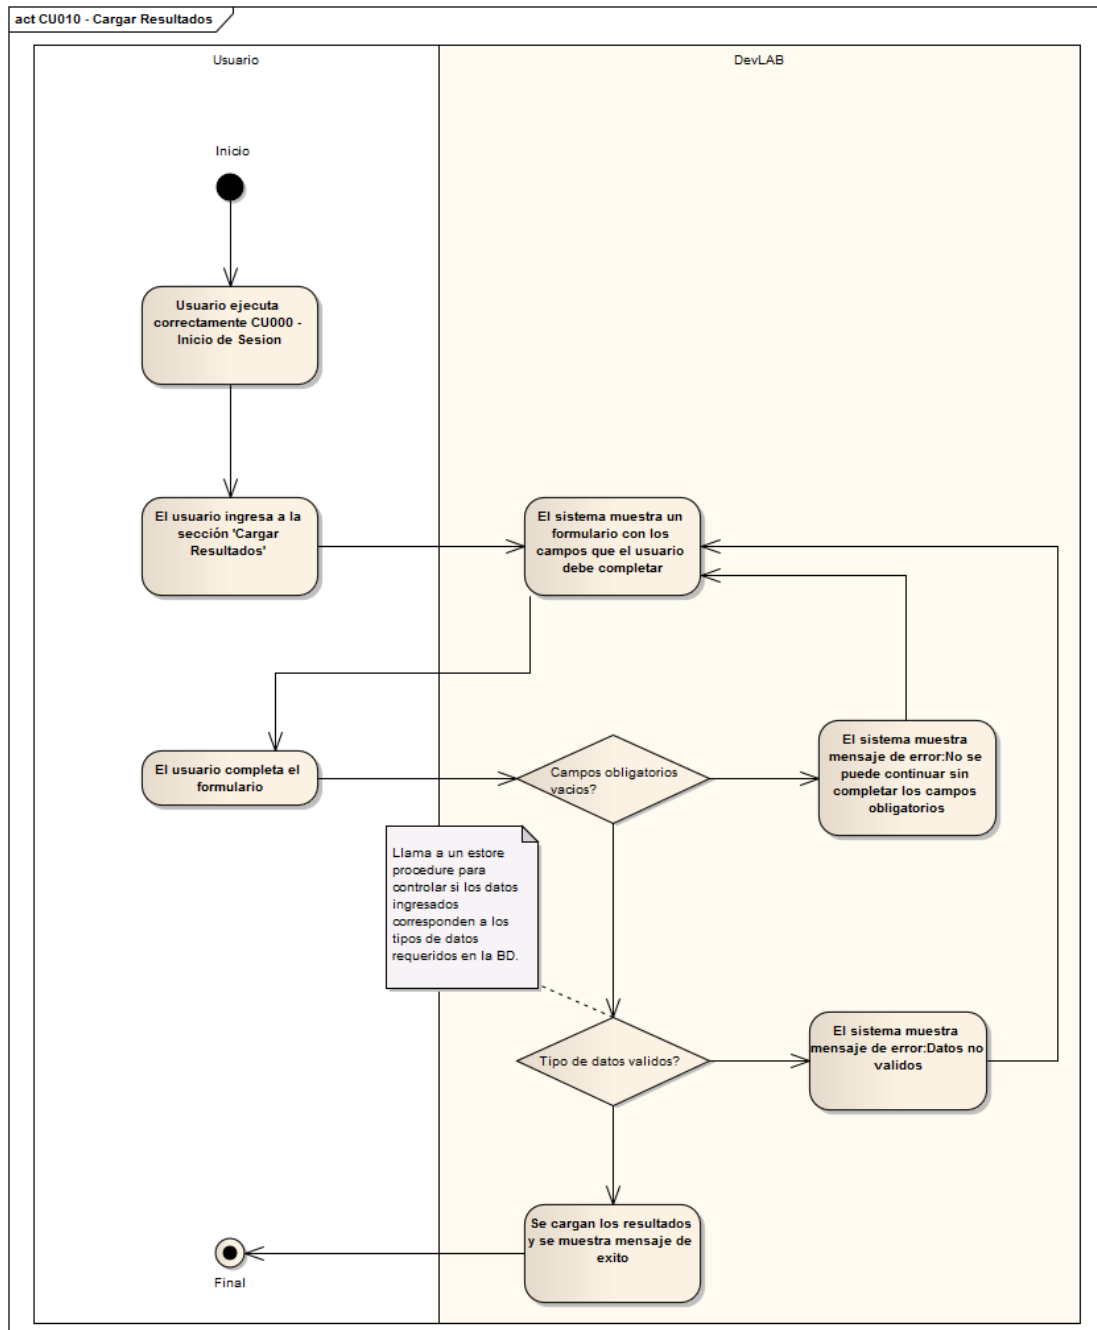 act CU010 - Cargar Resultados
Usuario
DevLAB
Inicio
Usuario ejecuta
correctamente CU000 -
Inicio de Sesion
El usuario ingresa a la
sección 'Cargar
Resultados'
El sistema muestra un
formulario con los
campos que el usuario
debe completar
El usuario completa el
formulario
Campos obligatorios
vacios?
El sistema muestra
mensaje de error:No se
puede continuar sin
completar los campos
obligatorios
Llama a un estore
procedure para
controlar si los datos
ingresados
corresponden a los
tipos de datos
requeridos en la BD.
Tipo de datos validos?
El sistema muestra
mensaje de error:Datos no
validos
Se cargan los resultados
y se muestra mensaje de
exito
Final